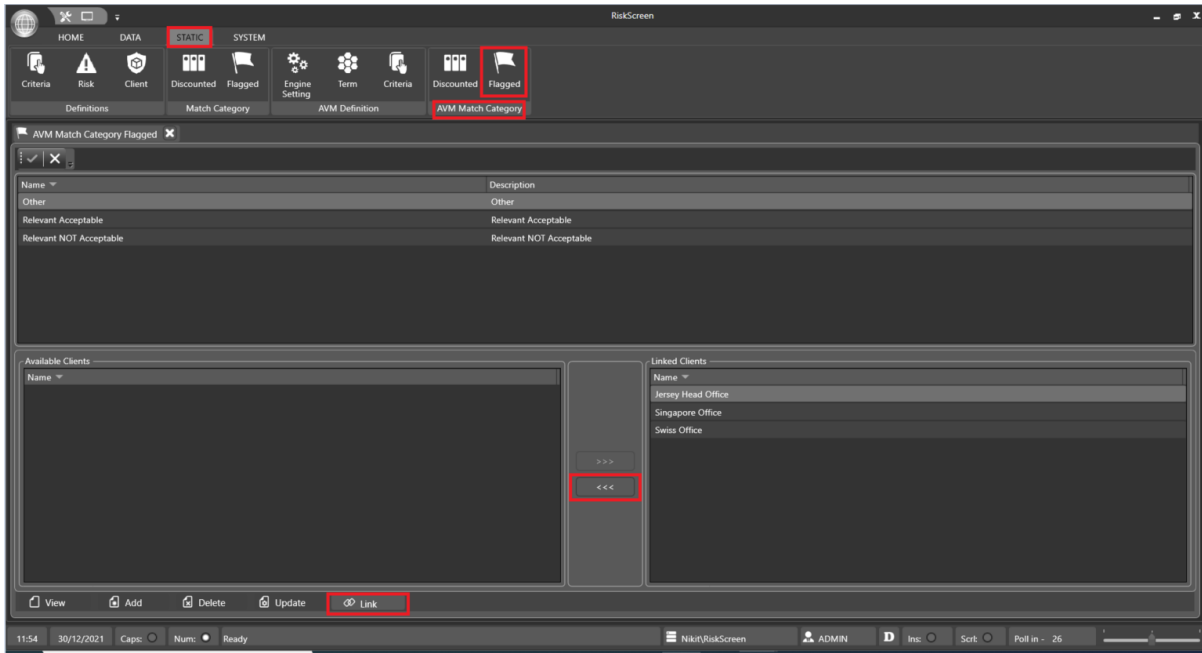 RiskScreen
HOME DATA STATIC SYSTEM
Criteria Risk Client Discounted Flagged Engine Setting Term Criteria Discounted Flagged
Definitions Match Category AVM Definition AVM Match Category
AVM Match Category Flagged
Name Description
Other Other
Relevant Acceptable Relevant Acceptable
Relevant NOT Acceptable Relevant NOT Acceptable
Available Clients Linked Clients
Name Name
Jersey Head Office
Singapore Office
Swiss Office
>>>
<<<
View Add Delete Update Link
11:54 30/12/2021 Caps: Num: Ready Nikit\RiskScreen ADMIN D Ins: Scrl: Poll in - 26